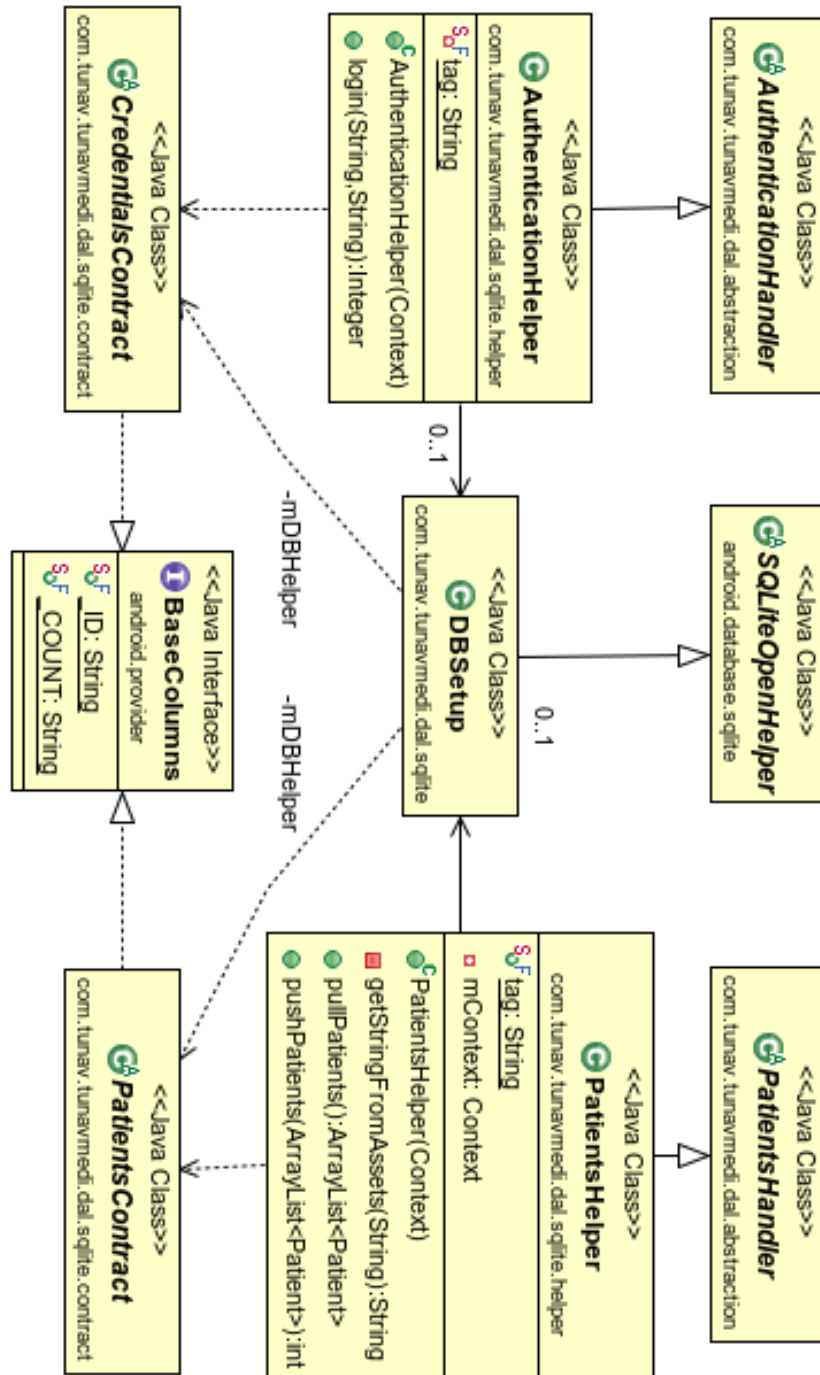 <<Java Class>>
AuthenticationHandler
com.tunav.tunavmedi.dal.abstraction
<<Java Class>>
SQLiteOpenHelper
android.database.sqlite
<<Java Class>>
PatientsHandler
com.tunav.tunavmedi.dal.abstraction
<<Java Class>>
AuthenticationHelper
com.tunav.tunavmedi.dal.sqlite.helper
tag: String
AuthenticationHelper(Context)
login(String,String):Integer
<<Java Class>>
DBSetup
com.tunav.tunavmedi.dal.sqlite
<<Java Class>>
PatientsHelper
com.tunav.tunavmedi.dal.sqlite.helper
tag: String
mContext: Context
PatientsHelper(Context)
getStringFromAssets(String):String
pullPatients():ArrayList<Patient>
pushPatients(ArrayList<Patient>):int
0..1
0..1
-mDBHelper
-mDBHelper
<<Java Class>>
CredentialsContract
com.tunav.tunavmedi.dal.sqlite.contract
<<Java Interface>>
BaseColumns
android.provider
_ID: String
_COUNT: String
<<Java Class>>
PatientsContract
com.tunav.tunavmedi.dal.sqlite.contract